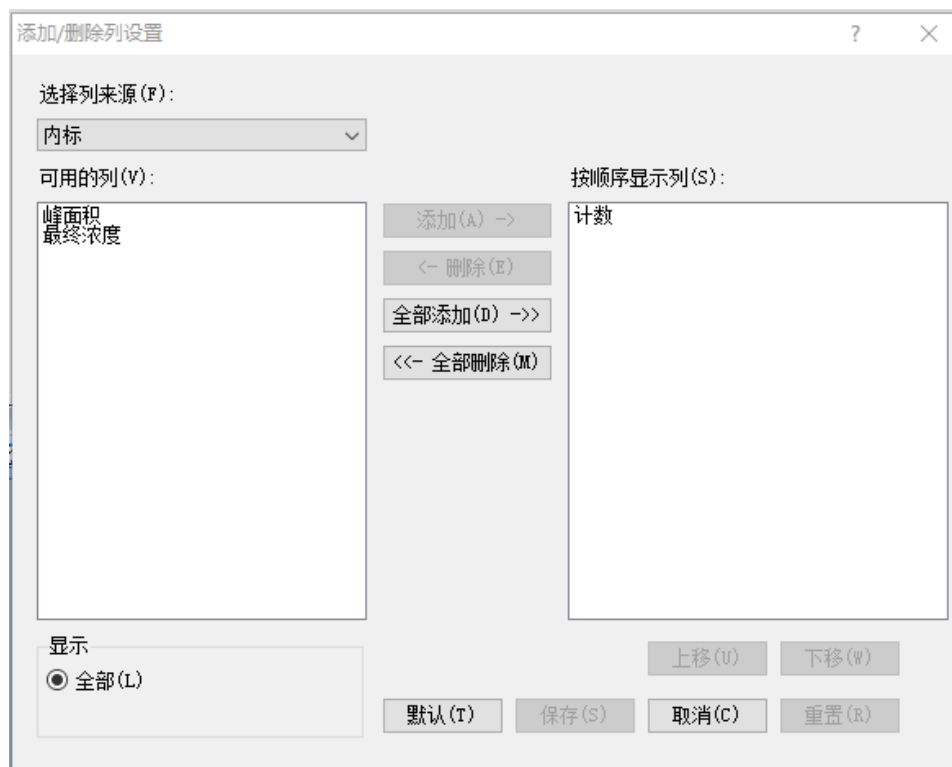 添加/删除列设置
?
选择列来源(F):
内标
可用的列(V):
按顺序显示列(S):
峰面积
最终浓度
计数
添加(A) ->
<- 删除(E)
全部添加(D) ->>
<<- 全部删除(M)
显示
全部(L)
上移(U)
下移(W)
默认(T)
保存(S)
取消(C)
重置(R)